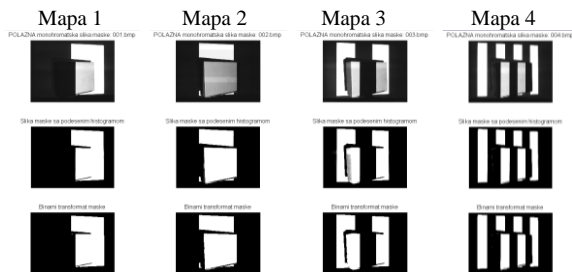 Mapa 1 Mapa 2 Mapa 3 Mapa 4
POLAZNA monohromatska slika maske: 001.bmp POLAZNA monohromatska slika maske: 002.bmp POLAZNA monohromatska slika maske: 003.bmp POLAZNA monohromatska slika maske: 004.bmp
Slika maske sa podesenim histogramom Slika maske sa podesenim histogramom Slika maske sa podesenim histogramom Slika maske sa podesenim histogramom
Binarni transformat maske Binarni transformat maske Binarni transformat maske Binarni transformat maske